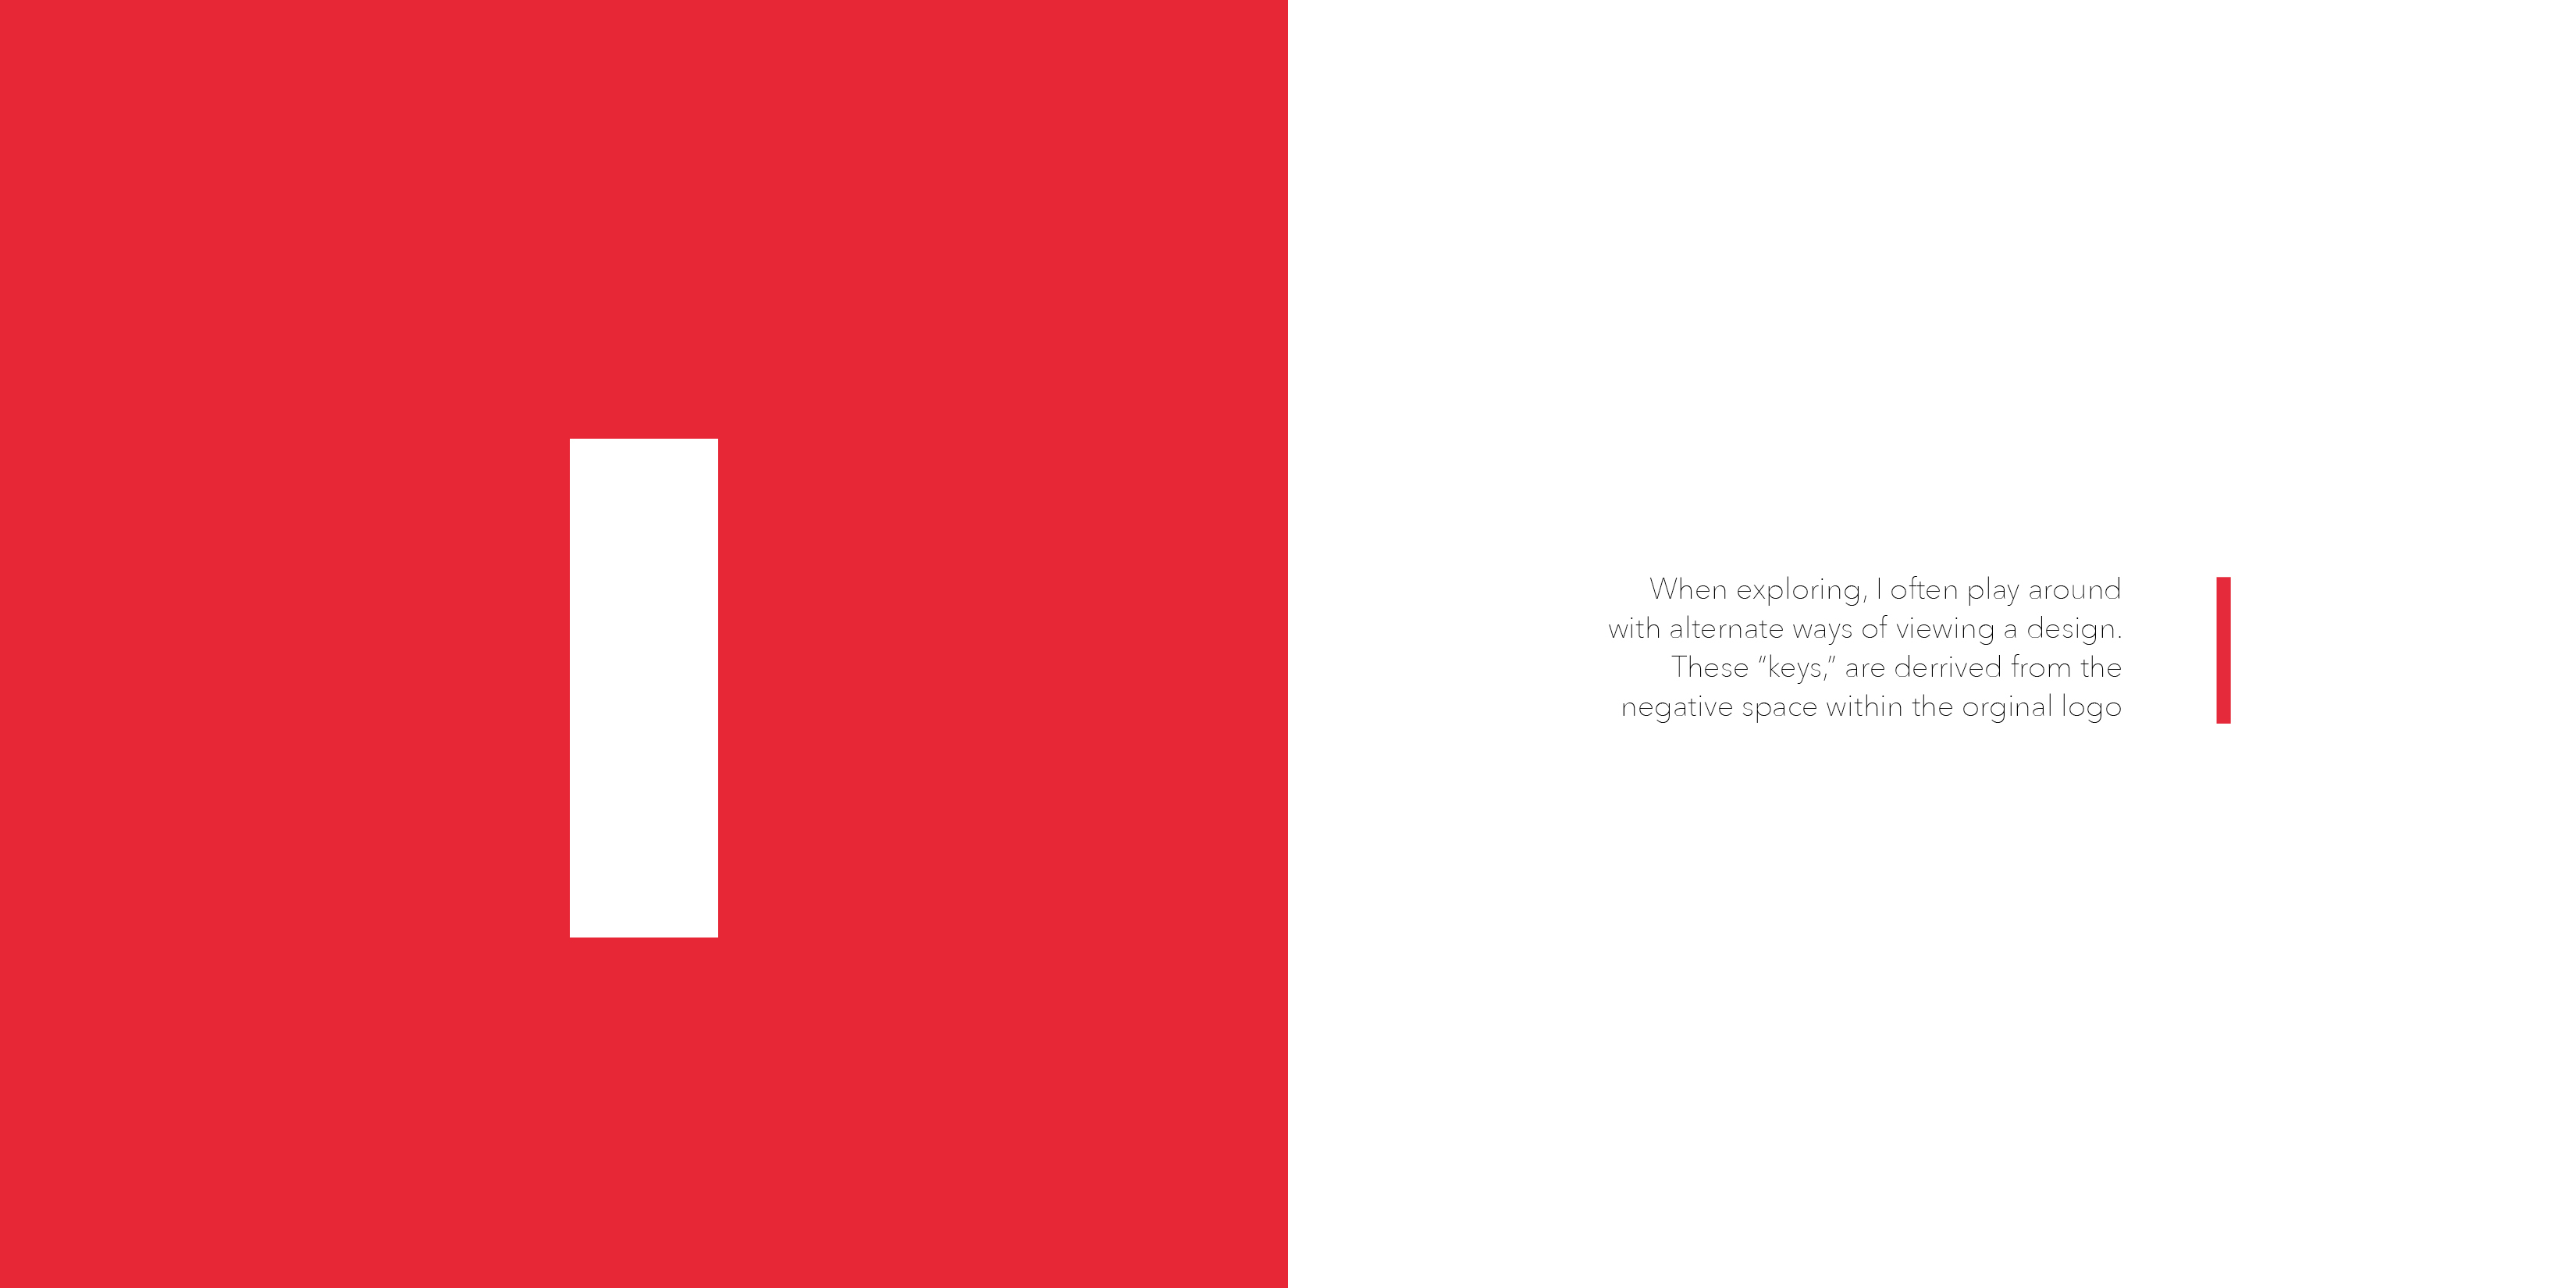 When exploring, I often play around
with alternate ways of viewing a design.
These “keys,” are derrived from the
negative space within the orginal logo